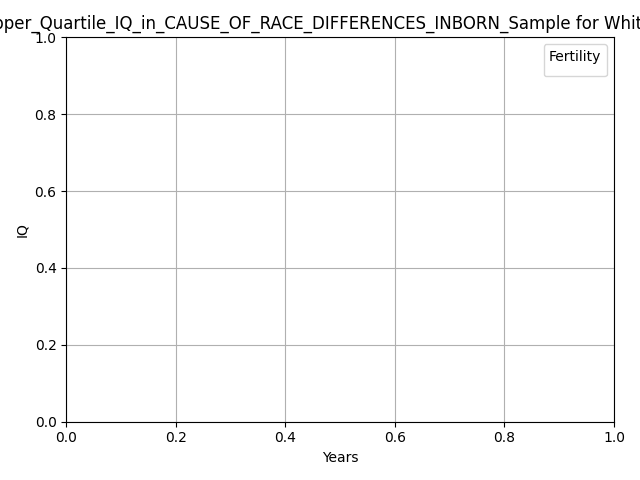 pper_Quartile_IQ_in_CAUSE_OF_RACE_DIFFERENCES_INBORN_Sample for Whit
Fertility
1.0
0.8
0.6
0.4
0.2
0.0
IQ
0.0 0.2 0.4 0.6 0.8 1.0
Years